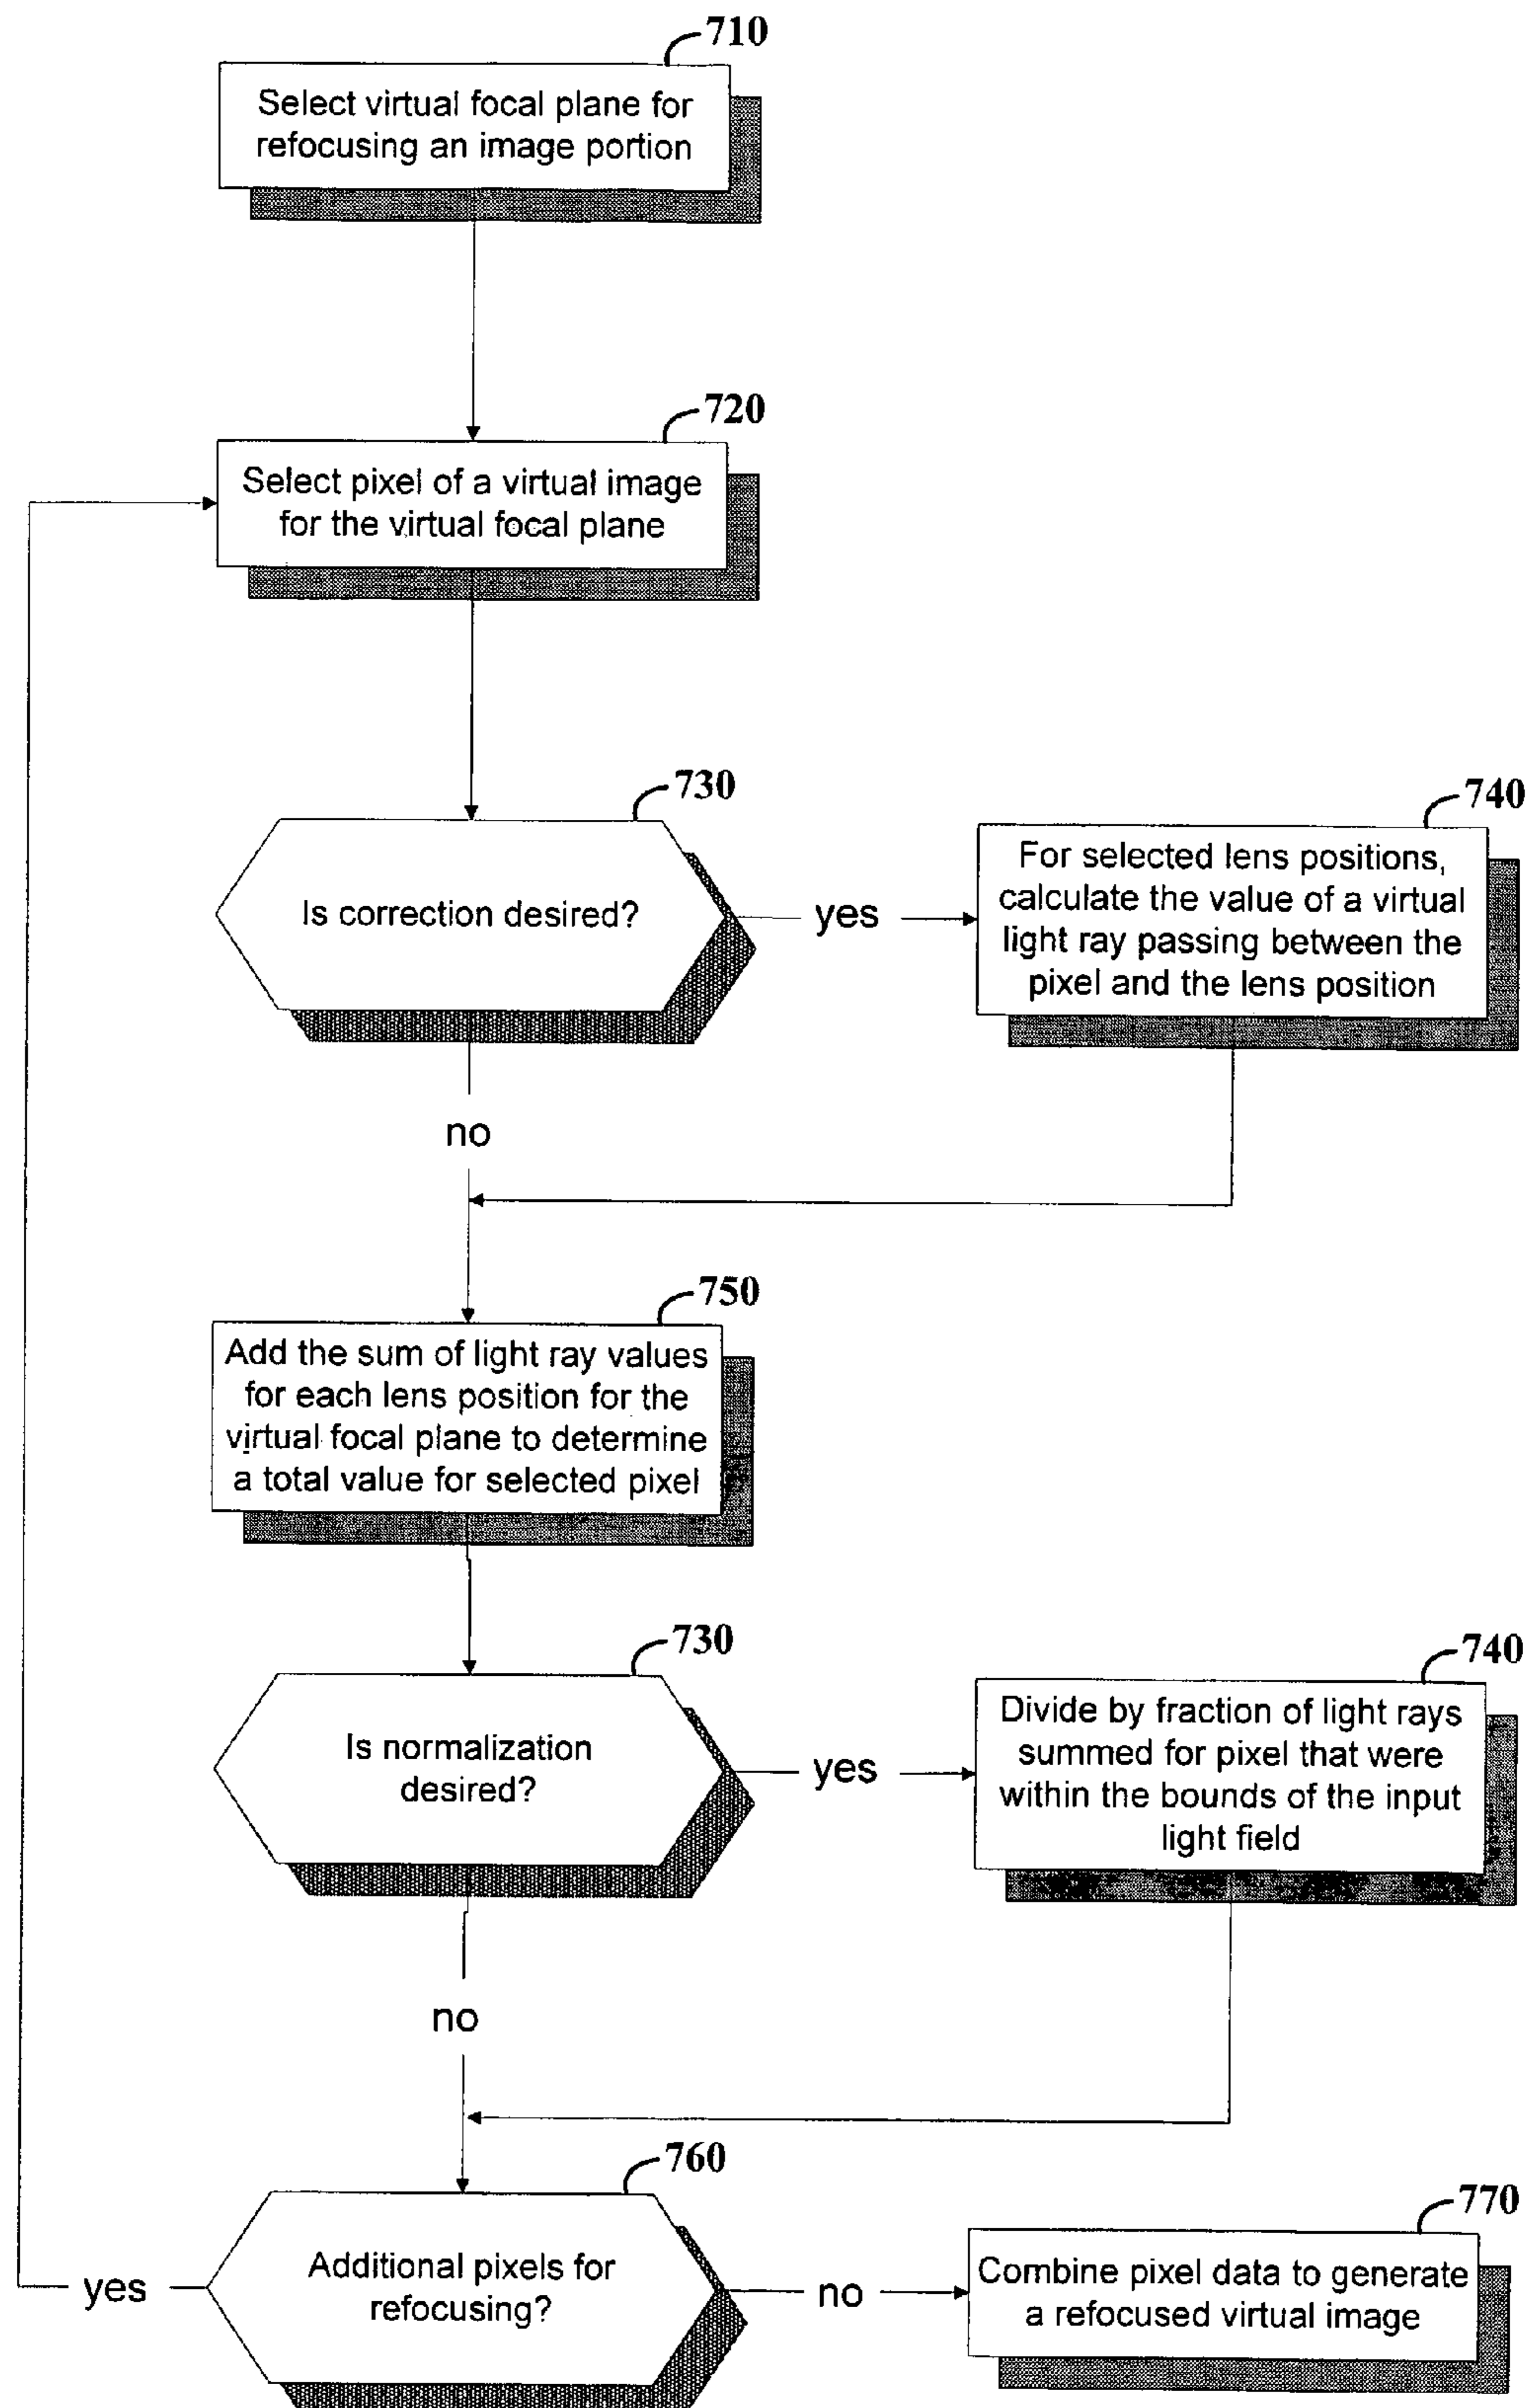 710
Select virtual focal plane for
refocusing an image portion
720
Select pixel of a virtual image
for the virtual focal plane
730
Is correction desired?
yes
740
For selected lens positions,
calculate the value of a virtual
light ray passing between the
pixel and the lens position
no
750
Add the sum of light ray values
for each lens position for the
virtual focal plane to determine
a total value for selected pixel
730
Is normalization
desired?
yes
740
Divide by fraction of light rays
summed for pixel that were
within the bounds of the input
light field
no
760
Additional pixels for
refocusing?
yes
no
770
Combine pixel data to generate
a refocused virtual image